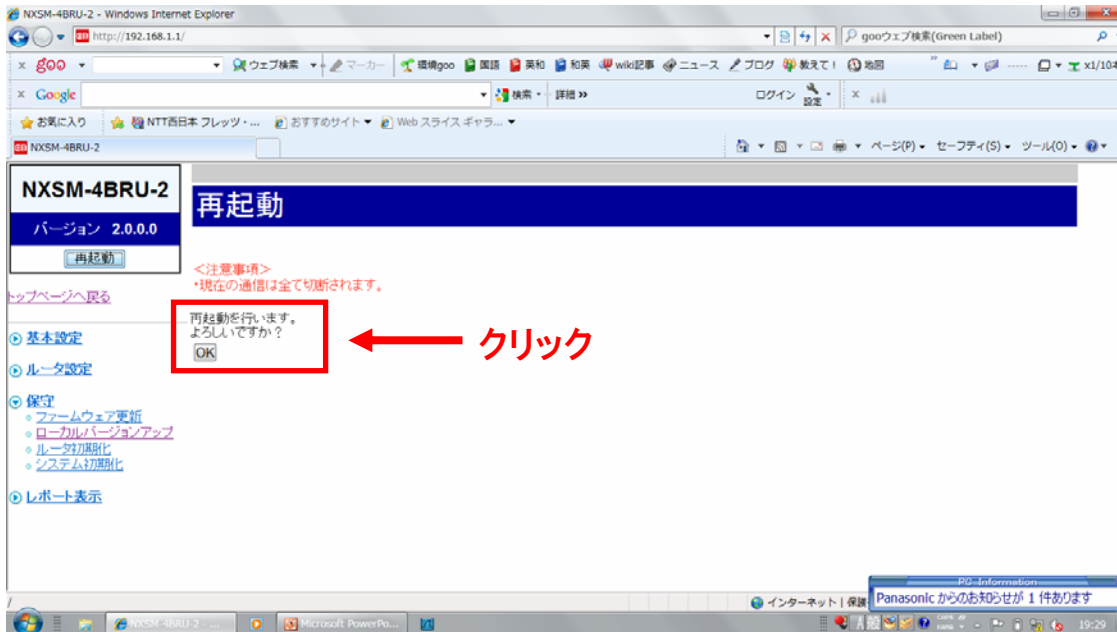 NXSM-4BRU-2 - Windows Internet Explorer
http://192.168.1.1/
gooウェブ検索(Green Label)
× goo ウェブ検索 マーカー 環境goo 国語 英和 和英 wiki記事 ニュース ブログ 教えて! 地図 " x1/102
× Google 検索 詳細 » ログイン 設定 ×
お気に入り NTT西日本 フレッツ・... おすすめサイト Web スライス ギャラ...
NXSM-4BRU-2
ページ(P) セーフティ(S) ツール(O)
NXSM-4BRU-2
バージョン 2.0.0.0
再起動
トップページへ戻る
基本設定
ルータ設定
保守
ファームウェア更新
ローカルバージョンアップ
ルータ初期化
システム初期化
レポート表示
再起動
<注意事項>
・現在の通信は全て切断されます。
再起動を行います。
よろしいですか?
OK
クリック
PC Information
Panasonic からのお知らせが 1 件あります
/
インターネット | 保護
NXSM-4BRU-2 - ...
Microsoft PowerPo...
A 般
19:29